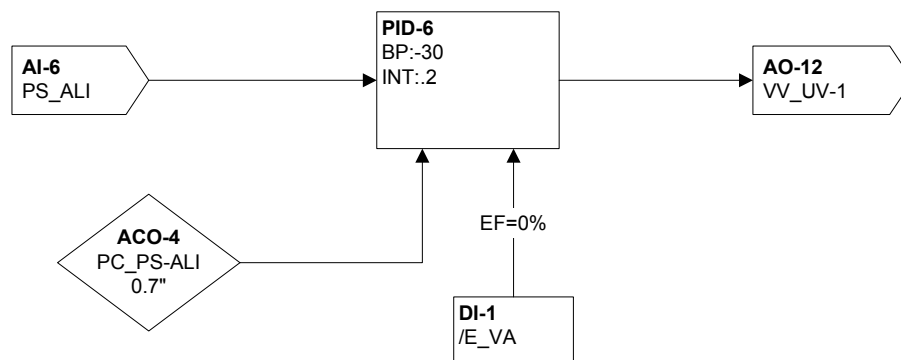 PID-6
BP:-30
INT:.2
AI-6
PS_ALI
AO-12
VV_UV-1
EF=0%
ACO-4
PC_PS-ALI
0.7"
DI-1
/E_VA